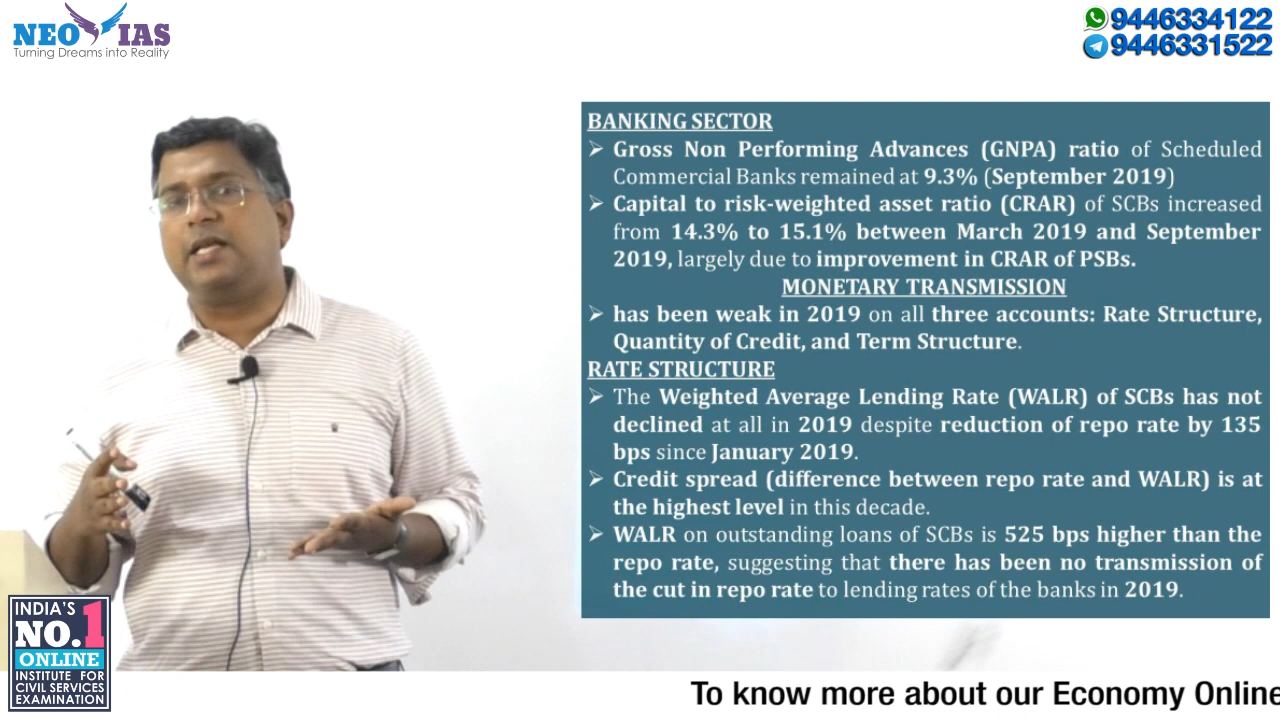 NEO IAS
Turning Dreams into Reality
9446334122
9446331522
BANKING SECTOR
➢ Gross Non Performing Advances (GNPA) ratio of Scheduled
Commercial Banks remained at 9.3% (September 2019)
➢ Capital to risk-weighted asset ratio (CRAR) of SCBs increased
from 14.3% to 15.1% between March 2019 and September
2019, largely due to improvement in CRAR of PSBs.
MONETARY TRANSMISSION
➢ has been weak in 2019 on all three accounts: Rate Structure,
Quantity of Credit, and Term Structure.
RATE STRUCTURE
➢ The Weighted Average Lending Rate (WALR) of SCBs has not
declined at all in 2019 despite reduction of repo rate by 135
bps since January 2019.
➢ Credit spread (difference between repo rate and WALR) is at
the highest level in this decade.
➢ WALR on outstanding loans of SCBs is 525 bps higher than the
repo rate, suggesting that there has been no transmission of
the cut in repo rate to lending rates of the banks in 2019.
INDIA'S
NO.1
ONLINE
INSTITUTE FOR
CIVIL SERVICES
EXAMINATION
To know more about our Economy Online